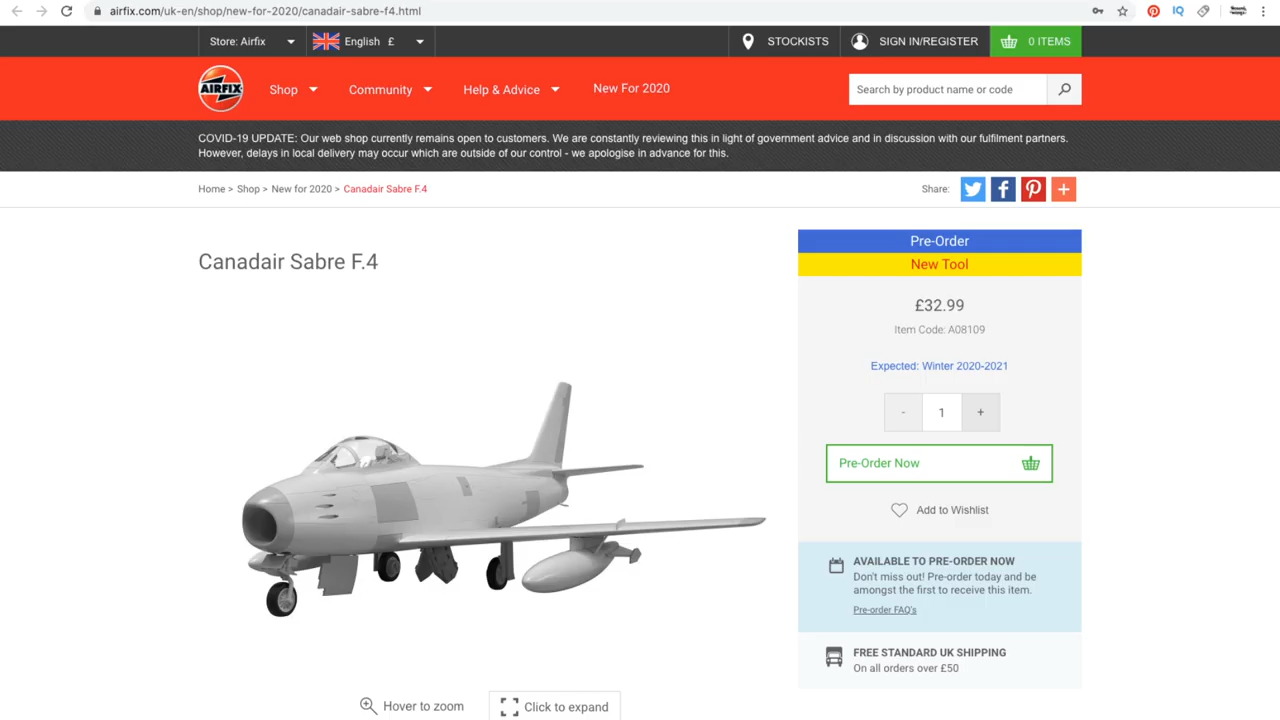 airfix.com/uk-en/shop/new-for-2020/canadair-sabre-f4.html
Store: Airfix
English £
STOCKISTS
SIGN IN/REGISTER
0 ITEMS
AIRFIX
Shop
Community
Help & Advice
New For 2020
Search by product name or code
COVID-19 UPDATE: Our web shop currently remains open to customers. We are constantly reviewing this in light of government advice and in discussion with our fulfilment partners.
However, delays in local delivery may occur which are outside of our control - we apologise in advance for this.
Home > Shop > New for 2020 > Canadair Sabre F.4
Share:
Canadair Sabre F.4
Pre-Order
New Tool
£32.99
Item Code: A08109
Expected: Winter 2020-2021
- 1 +
Pre-Order Now
Add to Wishlist
AVAILABLE TO PRE-ORDER NOW
Don't miss out! Pre-order today and be
amongst the first to receive this item.
Pre-order FAQ's
FREE STANDARD UK SHIPPING
On all orders over £50
Hover to zoom
Click to expand